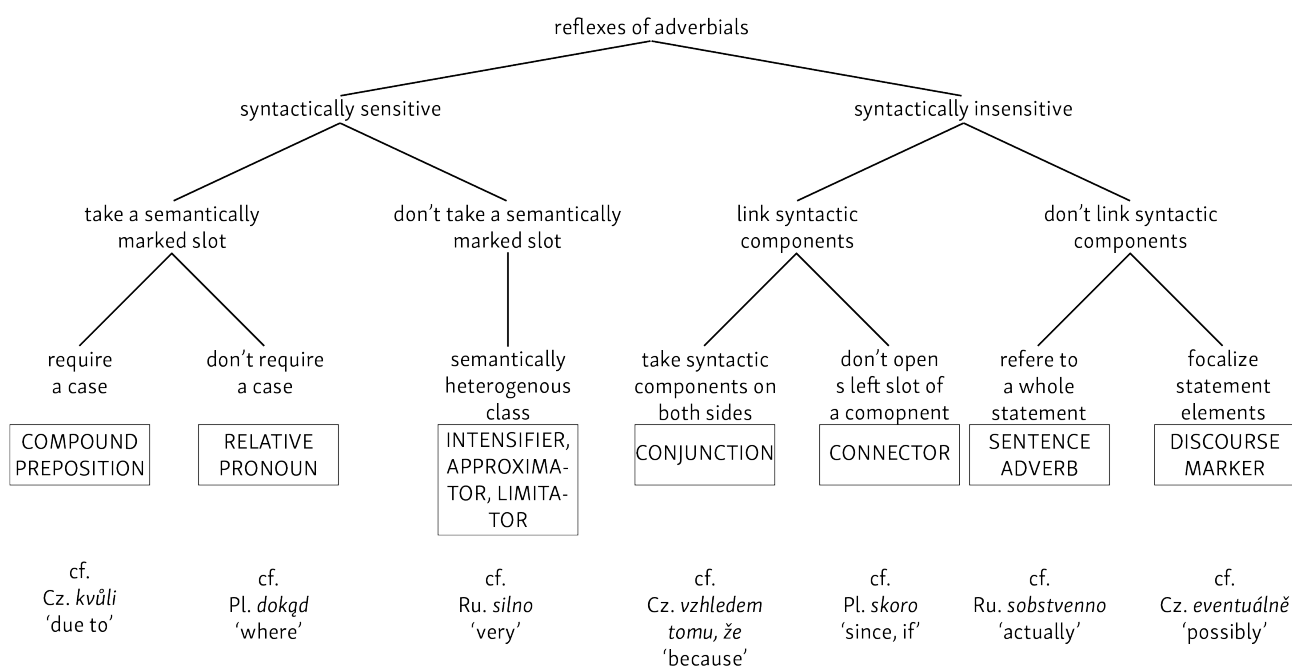 reflexes of adverbials
syntactically sensitive
syntactically insensitive
take a semantically
marked slot
don't take a semantically
marked slot
link syntactic
components
don't link syntactic
components
require
a case
don't require
a case
semantically
heterogenous
class
take syntactic
components on
both sides
don't open
s left slot of
a comopnent
refere to
a whole
statement
focalize
statement
elements
COMPOUND
PREPOSITION
RELATIVE
PRONOUN
INTENSIFIER,
APPROXIMA-
TOR, LIMITA-
TOR
CONJUNCTION
CONNECTOR
SENTENCE
ADVERB
DISCOURSE
MARKER
cf.
Cz. kvůli
'due to'
cf.
Pl. dokąd
'where'
cf.
Ru. silno
'very'
cf.
Cz. vzhledem
tomu, že
'because'
cf.
Pl. skoro
'since, if'
cf.
Ru. sobstvenno
'actually'
cf.
Cz. eventuálně
'possibly'